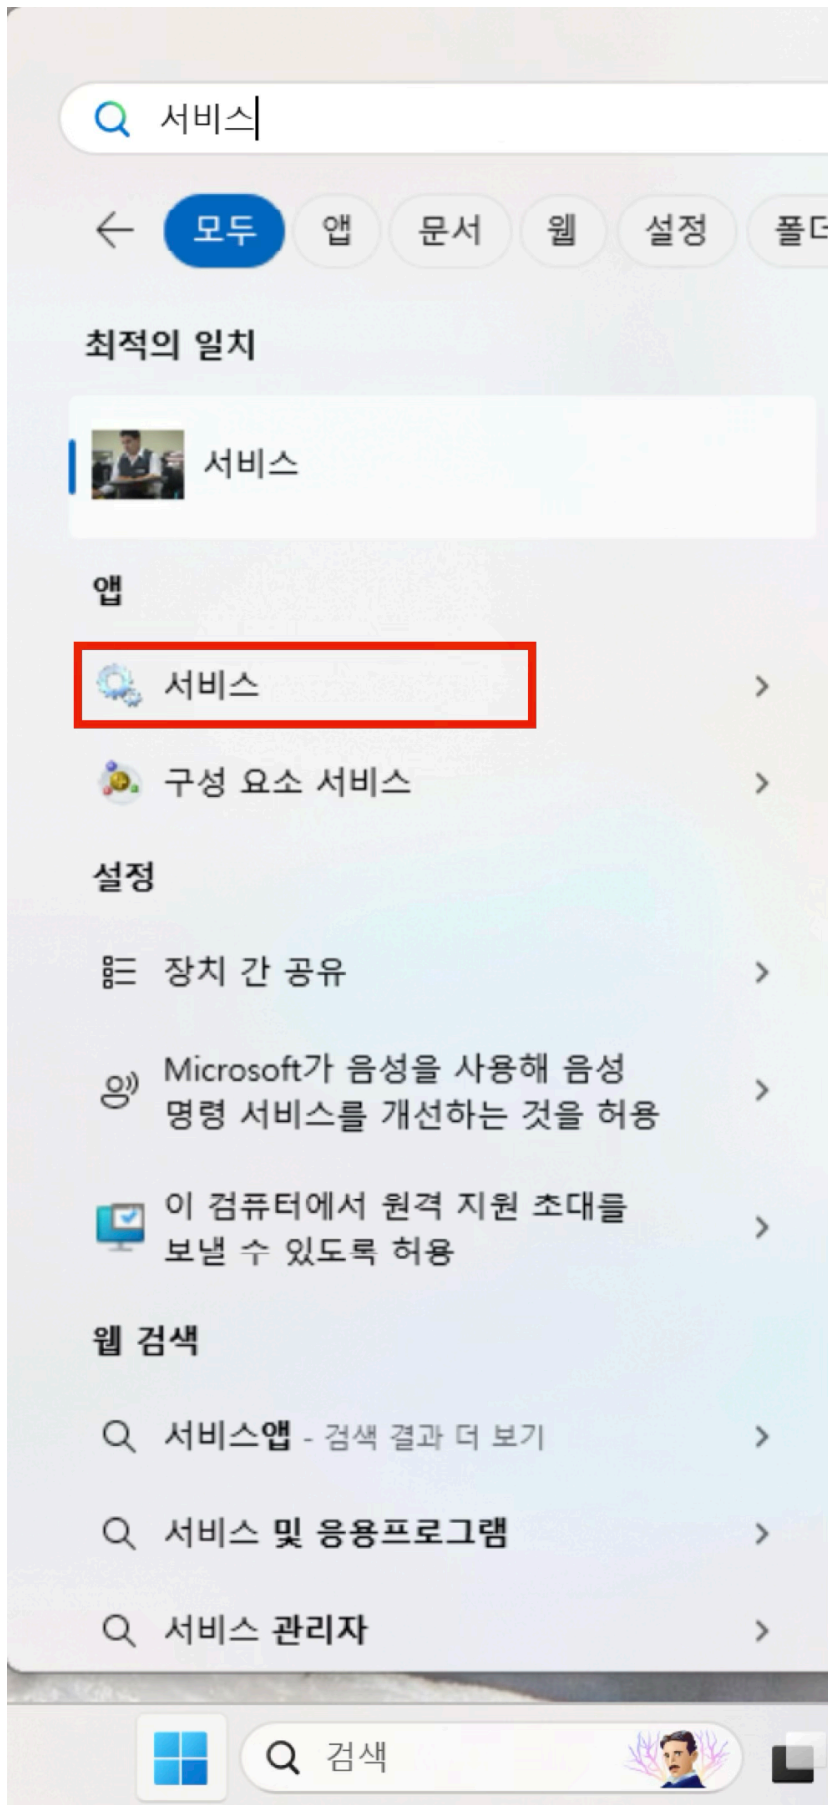 서비스
모두 앱 문서 웹 설정
최적의 일치
서비스
앱
서비스
구성 요소 서비스
설정
장치 간 공유
Microsoft가 음성을 사용해 음성
명령 서비스를 개선하는 것을 허용
이 컴퓨터에서 원격 지원 초대를
보낼 수 있도록 허용
웹 검색
서비스앱 - 검색 결과 더 보기
서비스 및 응용프로그램
서비스 관리자
검색